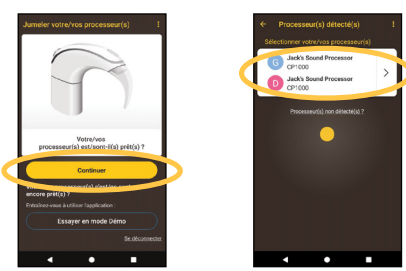 Jumeler votre/vos processeur(s)
Votre/vos
processeur(s) est/sont-il(s) prêt(s) ?
Continuer
encore prêt(s) ?
Entraînez-vous à utiliser l'application :
Essayer en mode Démo
Se déconnecter
Processeur(s) détecté(s)
Sélectionner votre/vos processeur(s)
G
Jack's Sound Processor
CP1000
D
Jack's Sound Processor
CP1000
Processeur(s) non détecté(s) ?